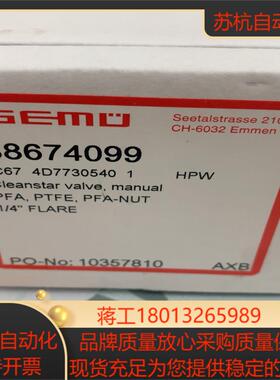 苏杭自动
GEMÜ
Seetalstrasse 210
CH-6032 Emmen
88674099
C67 4D7730540 1 HPW
Cleanstar valve, manual
PFA, PTFE, PFA-NUT
1/4" FLARE
PO-No: 10357810 AXB
蒋工18013265989
自动化
品牌质量放心采购质量可
开票
现货充足为您提供稳定的